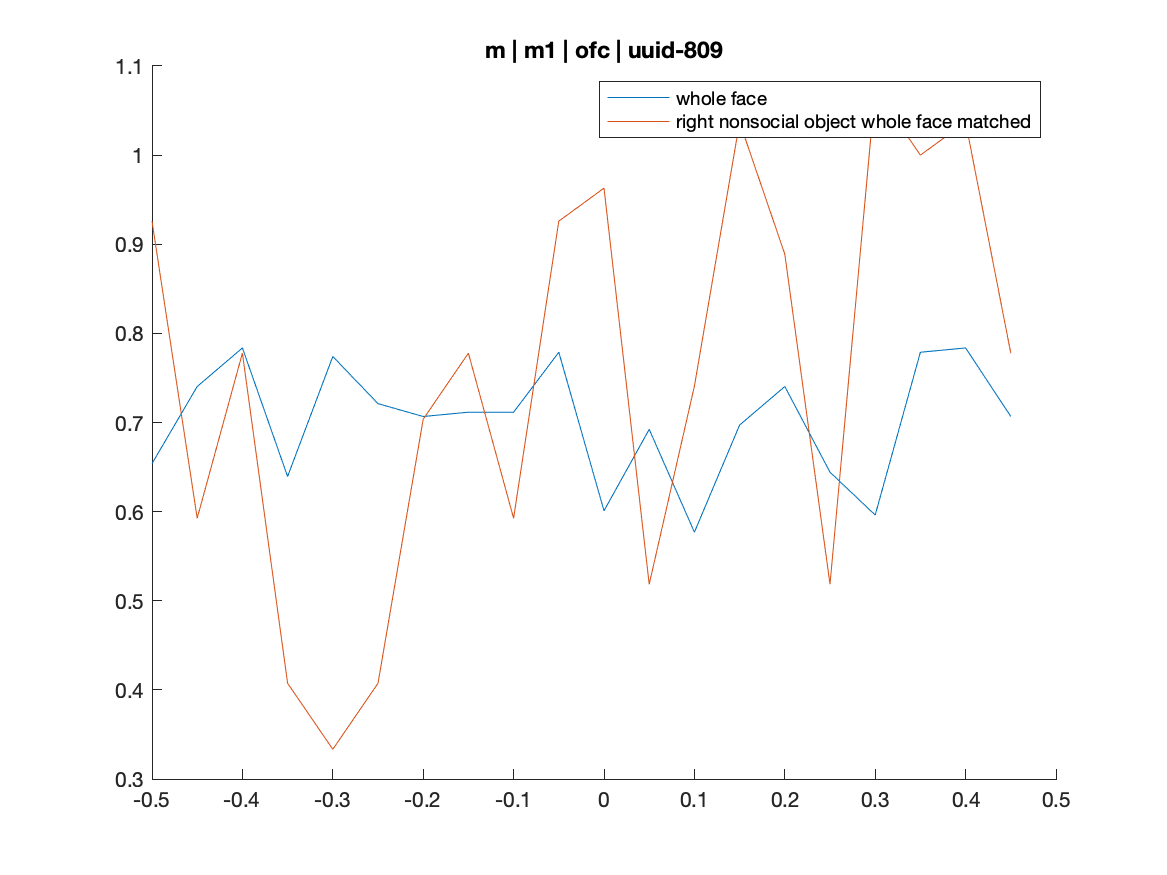 m | m1 | ofc | uuid-809
whole face
right nonsocial object whole face matched
1.1
1
0.9
0.8
0.7
0.6
0.5
0.4
0.3
-0.5 -0.4 -0.3 -0.2 -0.1 0 0.1 0.2 0.3 0.4 0.5